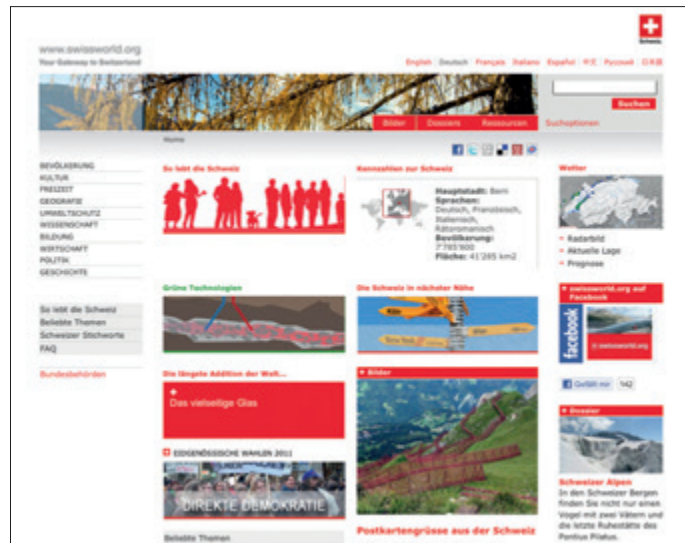 Schweiz.
www.swissworld.org
Your Gateway to Switzerland
English | Deutsch | Français | Italiano | Español | 中文 | Русский | 日本語
Suchen
Bilder
Dossiers
Ressourcen
Suchoptionen
Home
BEVÖLKERUNG
KULTUR
FREIZEIT
GEOGRAFIE
UMWELTSCHUTZ
WISSENSCHAFT
BILDUNG
WIRTSCHAFT
POLITIK
GESCHICHTE
So lebt die Schweiz
Beliebte Themen
Schweizer Stichworte
FAQ
Bundesbehörden
So lebt die Schweiz
Grüne Technologien
Die längste Addition der Welt...
Das vielseitige Glas
EIDGENÖSSISCHE WAHLEN 2011
DIREKTE DEMOKRATIE
Beliebte Themen
Kennzahlen zur Schweiz
Hauptstadt: Bern
Sprachen:
Deutsch, Französisch,
Italienisch,
Rätoromanisch
Bevölkerung:
7'785'800
Fläche: 41'285 km2
Die Schweiz in nächster Nähe
Köln
New York
Bilder
Postkartengrüsse aus der Schweiz
Wetter
Radarbild
Aktuelle Lage
Prognose
swissworld.org auf
Facebook
facebook
swissworld.org
Gefällt mir
142
Dossier
Schweizer Alpen
In den Schweizer Bergen
finden Sie nicht nur einen
Vogel mit zwei Vätern und
die letzte Ruhestätte des
Pontius Pilatus.